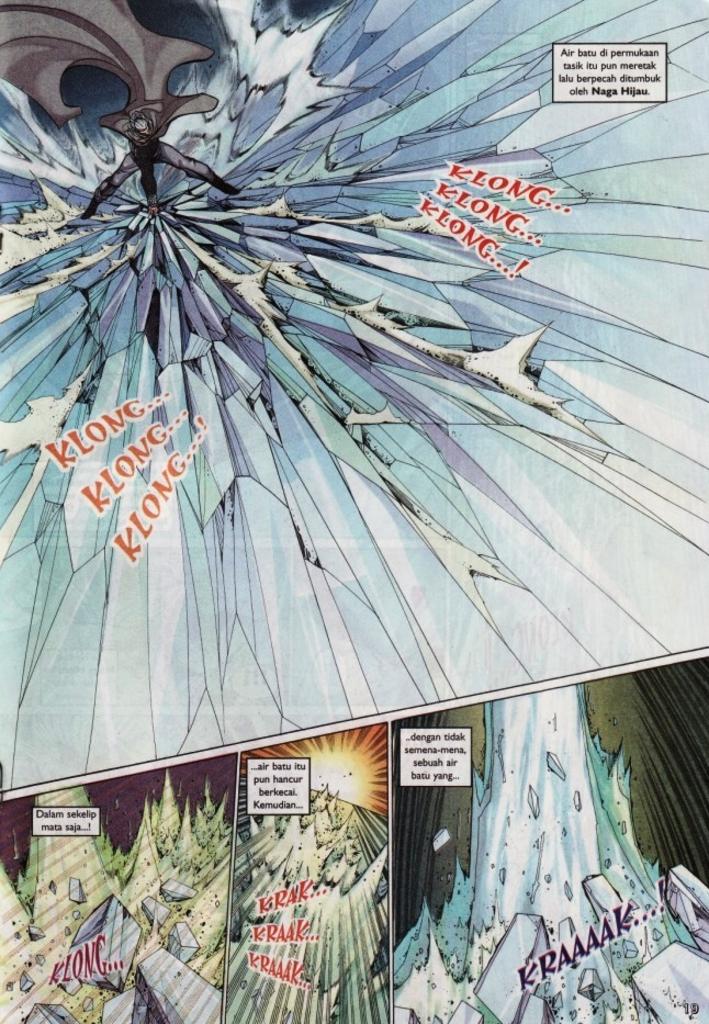 Air batu di permukaan
tasik itu pun meretak
lalu berpecah ditumbuk
oleh Naga Hijau.
KLONG...
KLONG...
KLONG...!
KLONG...
KLONG...
KLONG...!
Dalam sekelip
mata saja...!
KLONG...
...air batu itu
pun hancur
berkecai.
Kemudian...
KRAK...
KRAAK...
KRAAAK...
..dengan tidak
semena-mena,
sebuah air
batu yang...
KRAAAAK...!
19